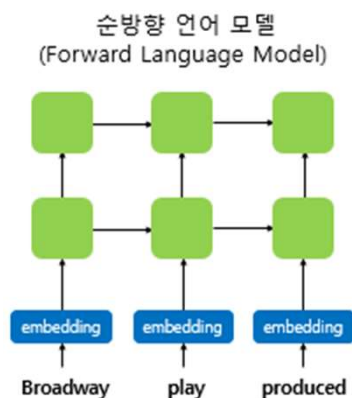 순방향 언어 모델
(Forward Language Model)
embedding embedding embedding
Broadway play produced